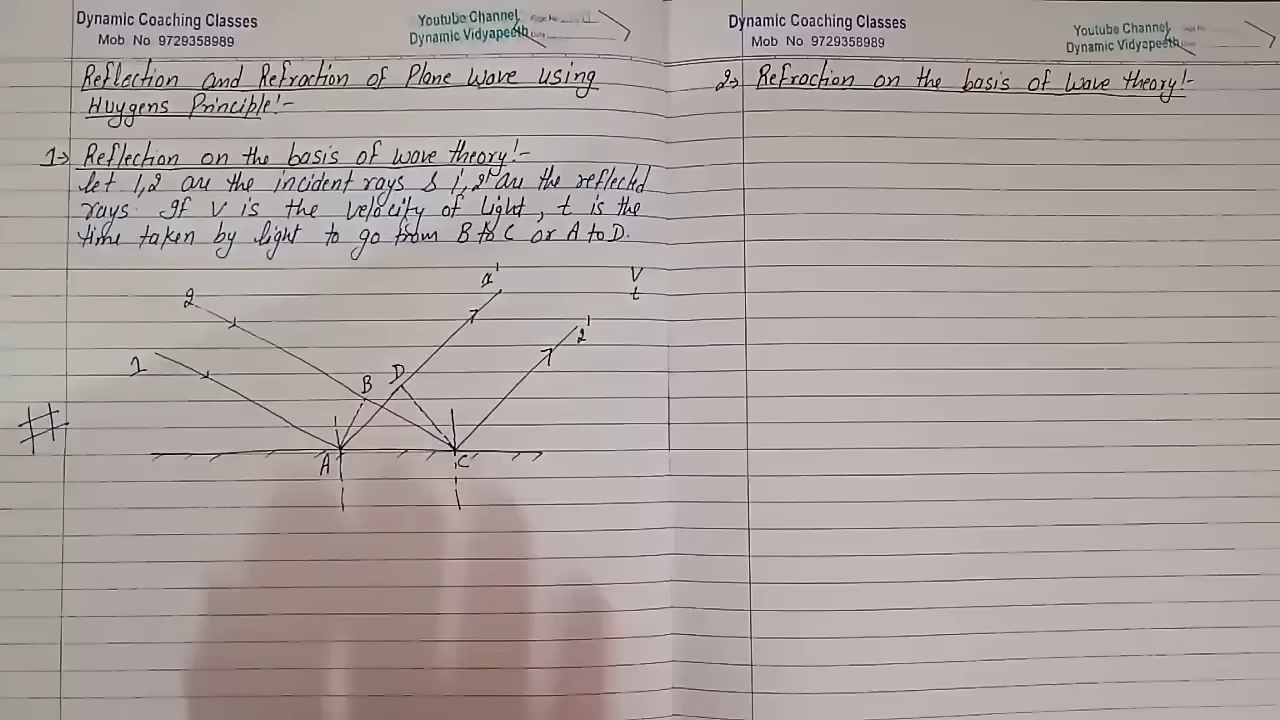 Dynamic Coaching Classes
Mob No 9729358989
Youtube Channel
Dynamic Vidyapeeth
Reflection and Refraction of Plane wave using
Huygens Principle!-
1→ Reflection on the basis of wave theory!-
let 1,2 are the incident rays & 1',2' are the reflected
rays. If V is the velocity of light, t is the
time taken by light to go from B to C or A to D.
V
t
2
1
2'
B
D
A
C
#
Dynamic Coaching Classes
Mob No 9729358989
Youtube Channel
Dynamic Vidyapeeth
2→ Refraction on the basis of wave theory!-